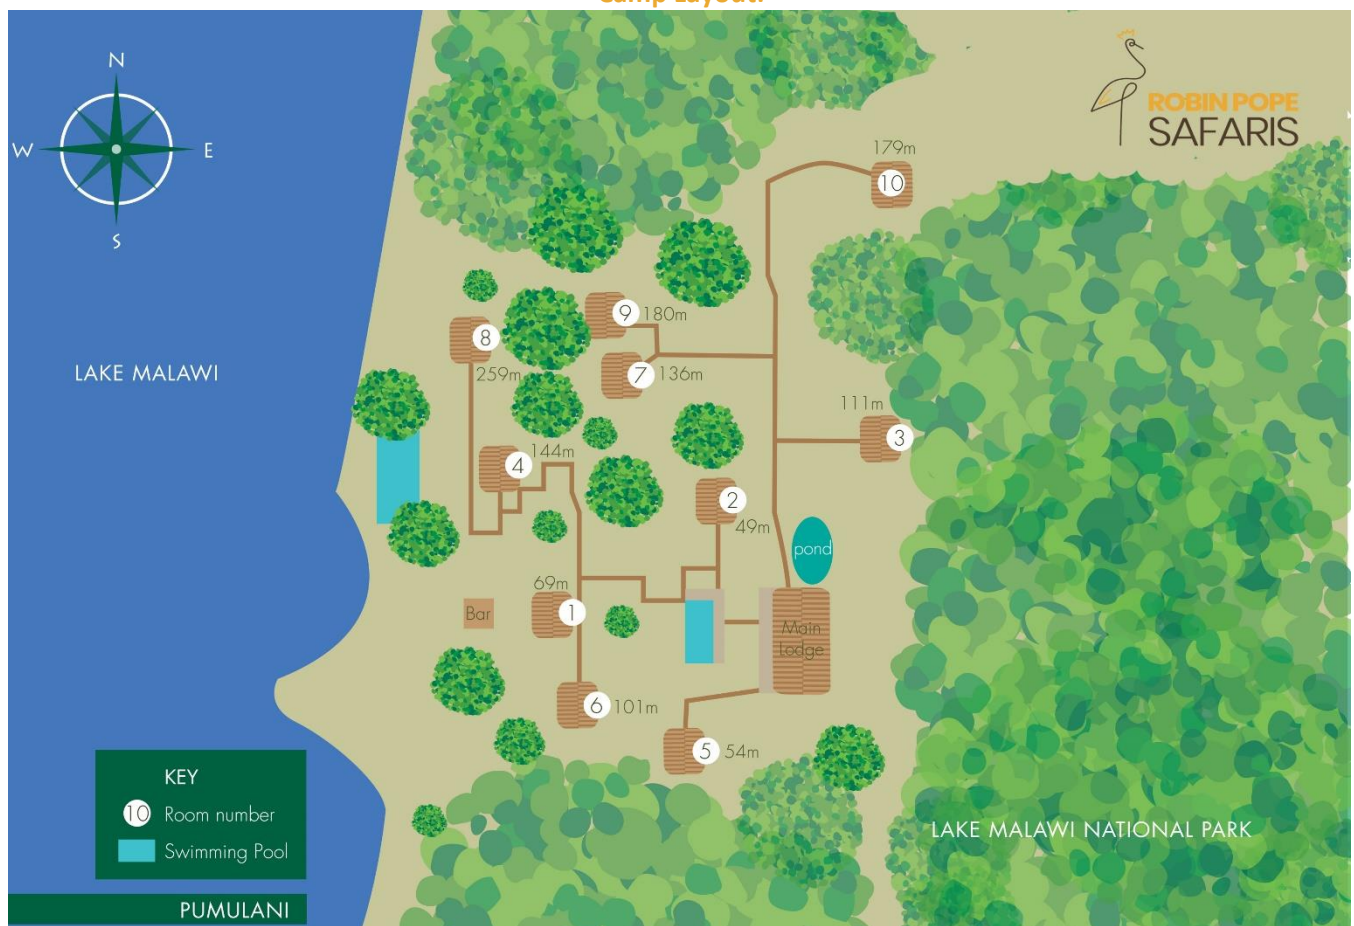 Camp Layout:
N
W
E
S
ROBIN POPE
SAFARIS
179m
10
9
180m
8
LAKE MALAWI
259m
7
136m
111m
3
144m
4
2
49m
pond
69m
Bar
1
Main
Lodge
6
101m
5
54m
KEY
10
Room number
Swimming Pool
LAKE MALAWI NATIONAL PARK
PUMULANI